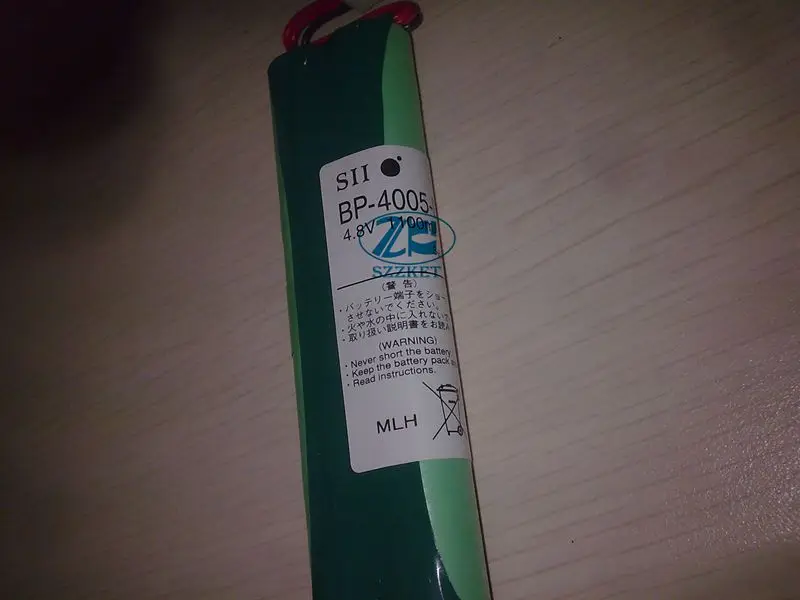 SII
BP-4005-
4.8V 1100m
SZZKET
(警 告)
・バッテリー端子をショー
させないでください。
・火や水の中に入れないで
・取り扱い説明書をお読み
(WARNING)
・Never short the battery
・Keep the battery pack
・Read instructions.
MLH